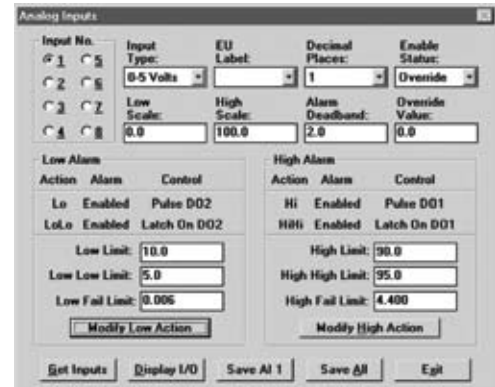 Analog Inputs
Input No.
1 5
2 6
3 7
4 8
Input Type: EU Label: Decimal Places: Enable Status:
0-5 Volts 1 Override
Low Scale: High Scale: Alarm Deadband: Override Value:
0.0 100.0 2.0 0.0
Low Alarm
Action Alarm Control
Lo Enabled Pulse DO2
LoLo Enabled Latch On DO2
Low Limit: 10.0
Low Low Limit: 5.0
Low Fail Limit: 0.006
Modify Low Action
High Alarm
Action Alarm Control
Hi Enabled Pulse DO1
HiHi Enabled Latch On DO1
High Limit: 90.0
High High Limit: 95.0
High Fail Limit: 4.400
Modify High Action
Get Inputs Display I/O Save AI 1 Save All Exit